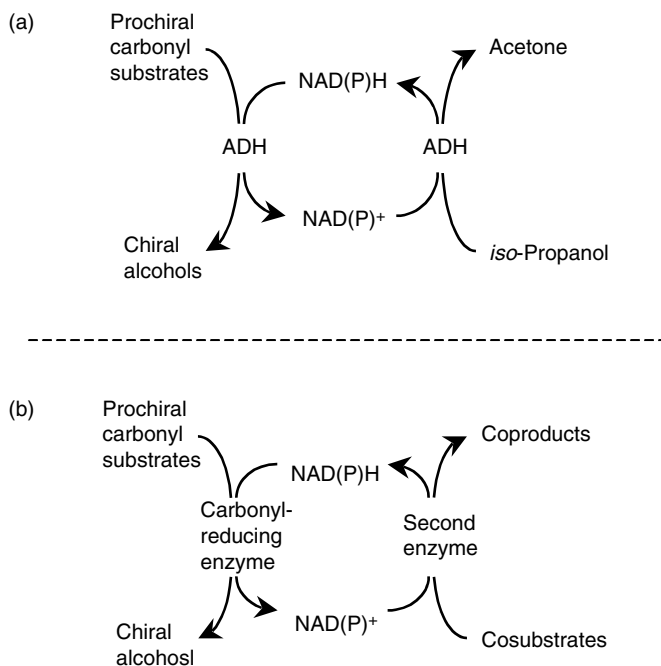 (a)
Prochiral
carbonyl
substrates
NAD(P)H
Acetone
ADH
ADH
NAD(P)+
Chiral
alcohols
iso-Propanol
(b)
Prochiral
carbonyl
substrates
NAD(P)H
Coproducts
Carbonyl-
reducing
enzyme
Second
enzyme
NAD(P)+
Chiral
alcohosl
Cosubstrates